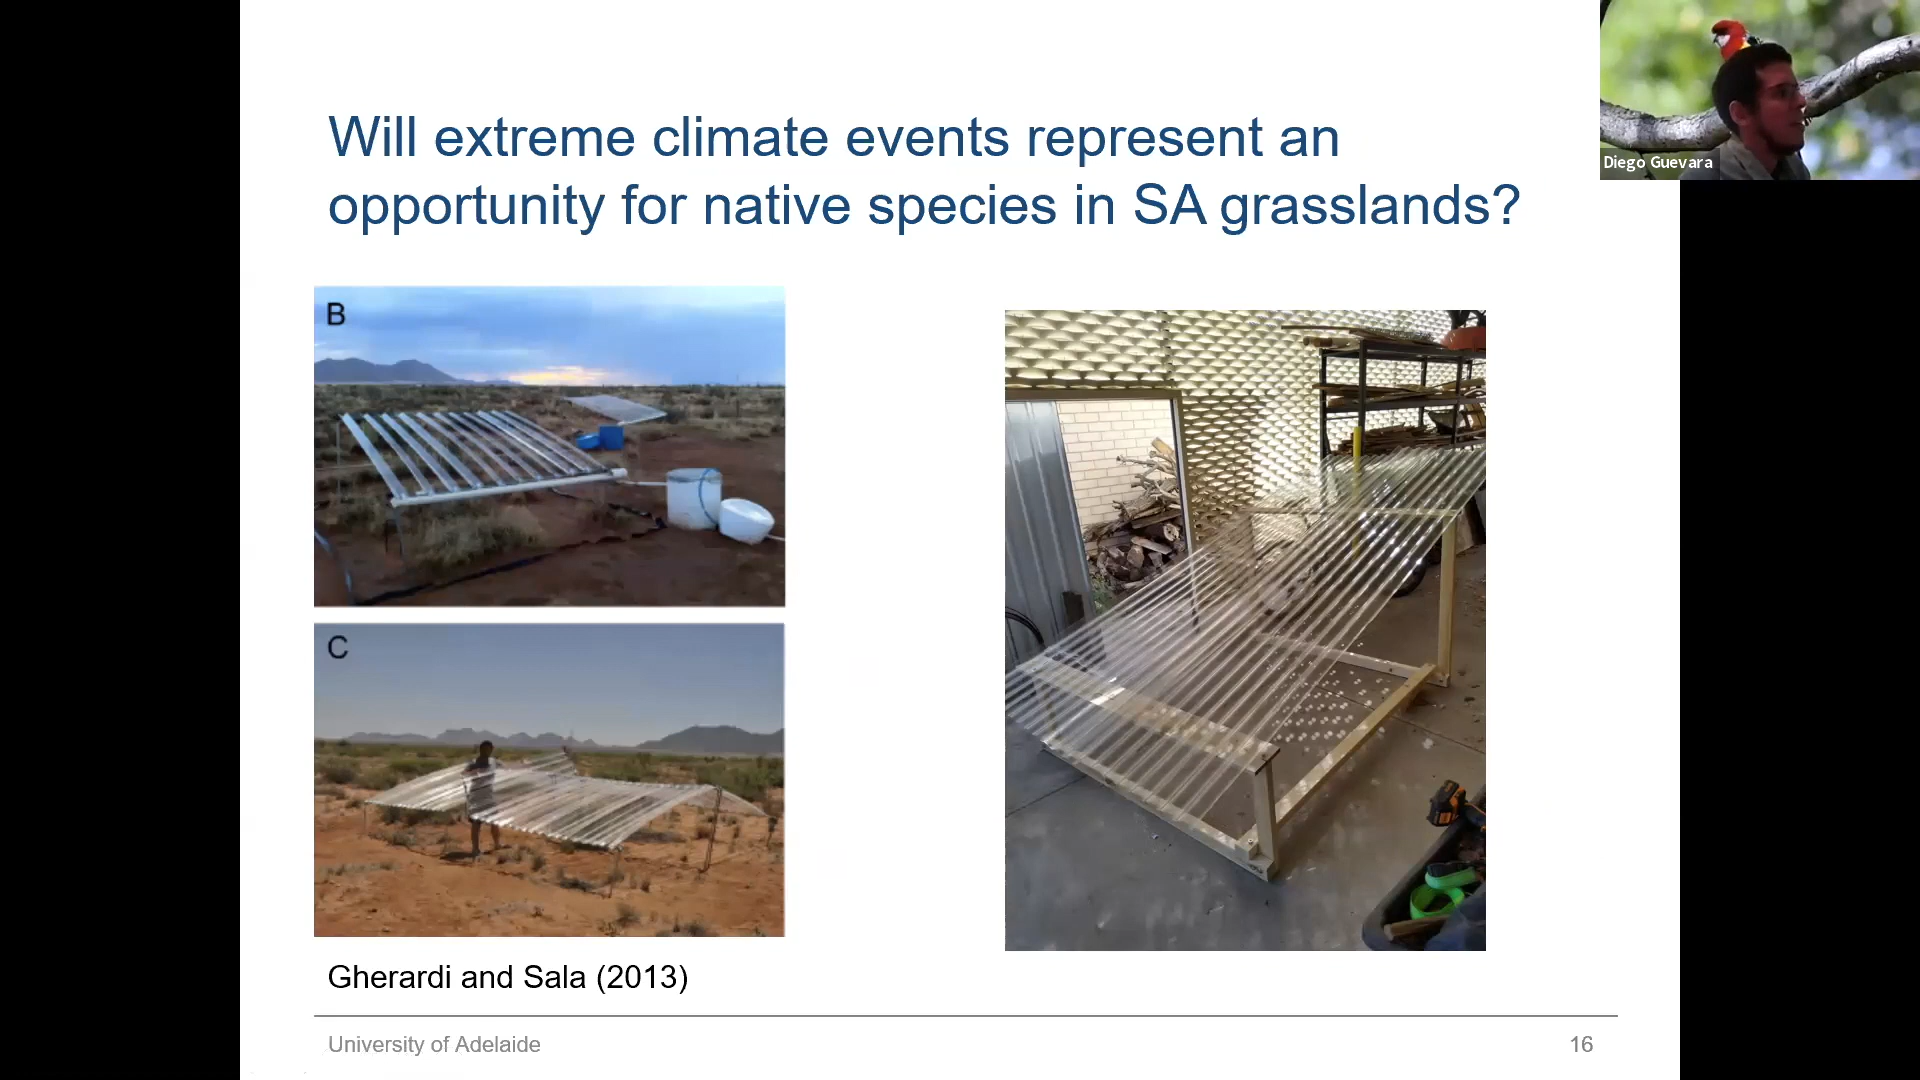 Will extreme climate events represent an
opportunity for native species in SA grasslands?
Diego Guevara
B
C
Gherardi and Sala (2013)
University of Adelaide
16